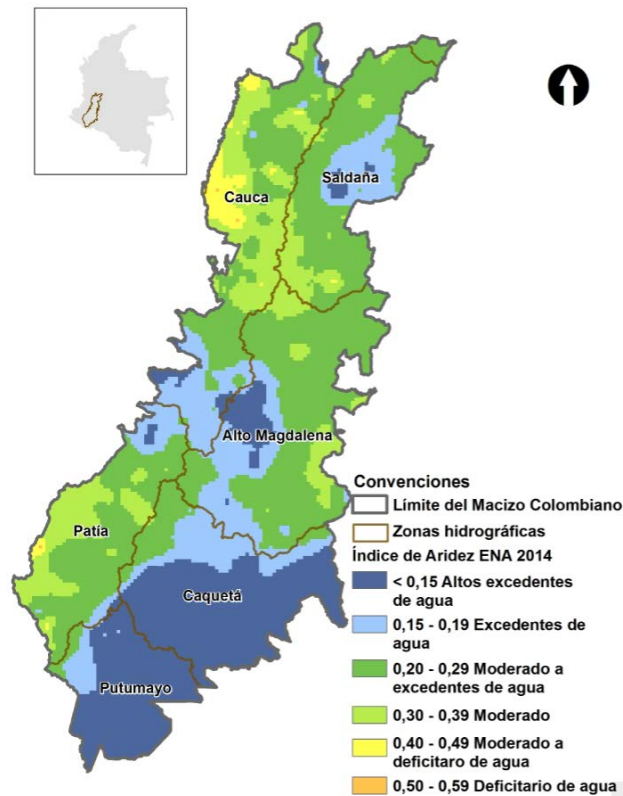 Saldaña
Cauca
Alto Magdalena
Patía
Caquetá
Putumayo
Convenciones
Límite del Macizo Colombiano
Zonas hidrográficas
Índice de Aridez ENA 2014
< 0,15 Altos excedentes
de agua
0,15 - 0,19 Excedentes de
agua
0,20 - 0,29 Moderado a
excedentes de agua
0,30 - 0,39 Moderado
0,40 - 0,49 Moderado a
deficitaro de agua
0,50 - 0,59 Deficitario de agua